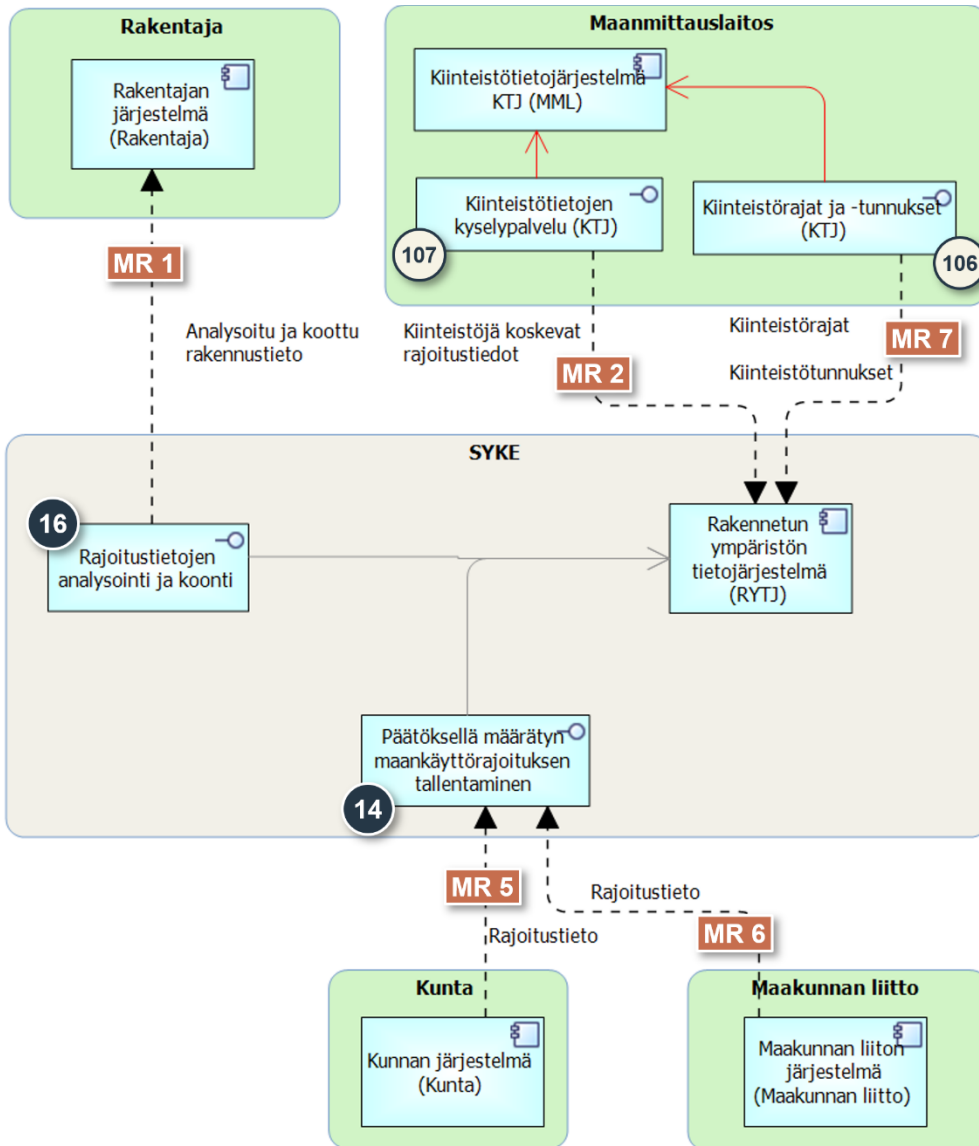 Rakentaja
Rakentajan
järjestelmä
(Rakentaja)
MR 1
Analysoitu ja koottu
rakennustieto
Maanmittauslaitos
Kiinteistötietojärjestelmä
KTJ (MML)
Kiinteistötietojen
kyselypalvelu (KTJ)
107
Kiinteistörajat ja -tunnukset
(KTJ)
106
Kiinteistöjä koskevat
rajoitustiedot
MR 2
Kiinteistörajat
MR 7
Kiinteistötunnukset
SYKE
16
Rajoitustietojen
analysointi ja koonti
Rakennetun
ympäristön
tietojärjestelmä
(RYTJ)
Päätöksellä määrätyn
maankäyttörajoituksen
tallentaminen
14
MR 5
Rajoitustieto
Rajoitustieto
MR 6
Kunta
Kunnan järjestelmä
(Kunta)
Maakunnan liitto
Maakunnan liiton
järjestelmä
(Maakunnan liitto)